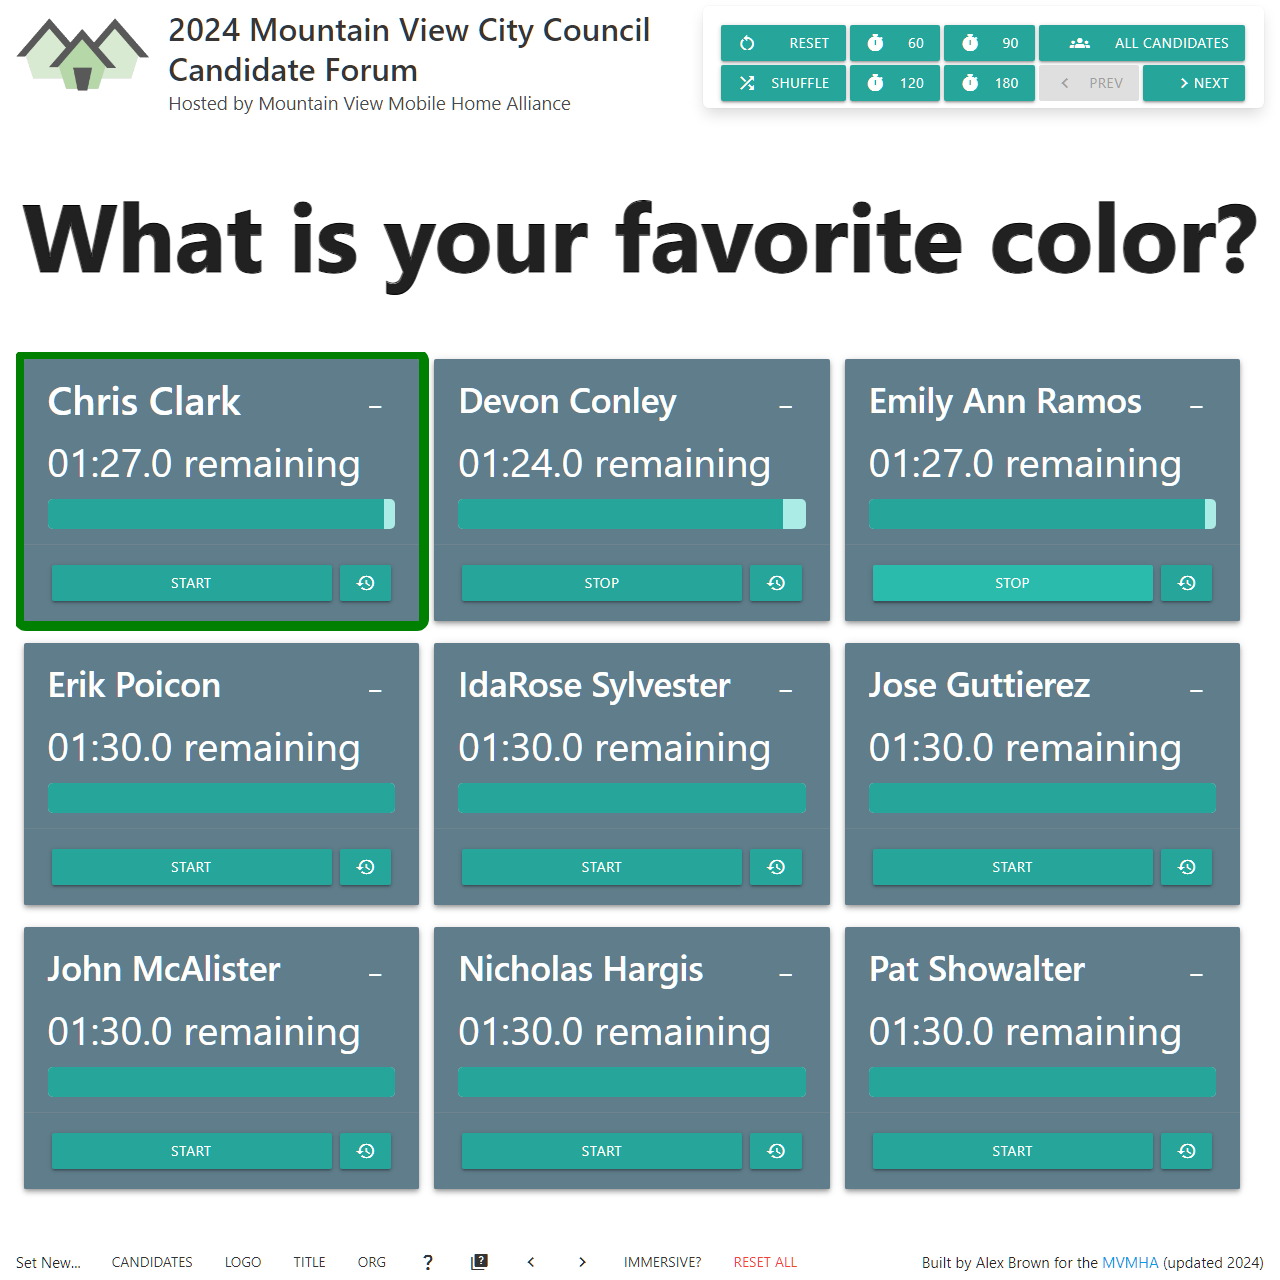 2024 Mountain View City Council
Candidate Forum
Hosted by Mountain View Mobile Home Alliance
RESET 60 90 ALL CANDIDATES
SHUFFLE 120 180 PREV NEXT
What is your favorite color?
Chris Clark
01:27.0 remaining
START
Devon Conley
01:24.0 remaining
STOP
Emily Ann Ramos
01:27.0 remaining
STOP
Erik Poicon
01:30.0 remaining
START
IdaRose Sylvester
01:30.0 remaining
START
Jose Guttierez
01:30.0 remaining
START
John McAlister
01:30.0 remaining
START
Nicholas Hargis
01:30.0 remaining
START
Pat Showalter
01:30.0 remaining
START
Set New... CANDIDATES LOGO TITLE ORG ? ? IMMERSIVE? RESET ALL Built by Alex Brown for the MVMHA (updated 2024)